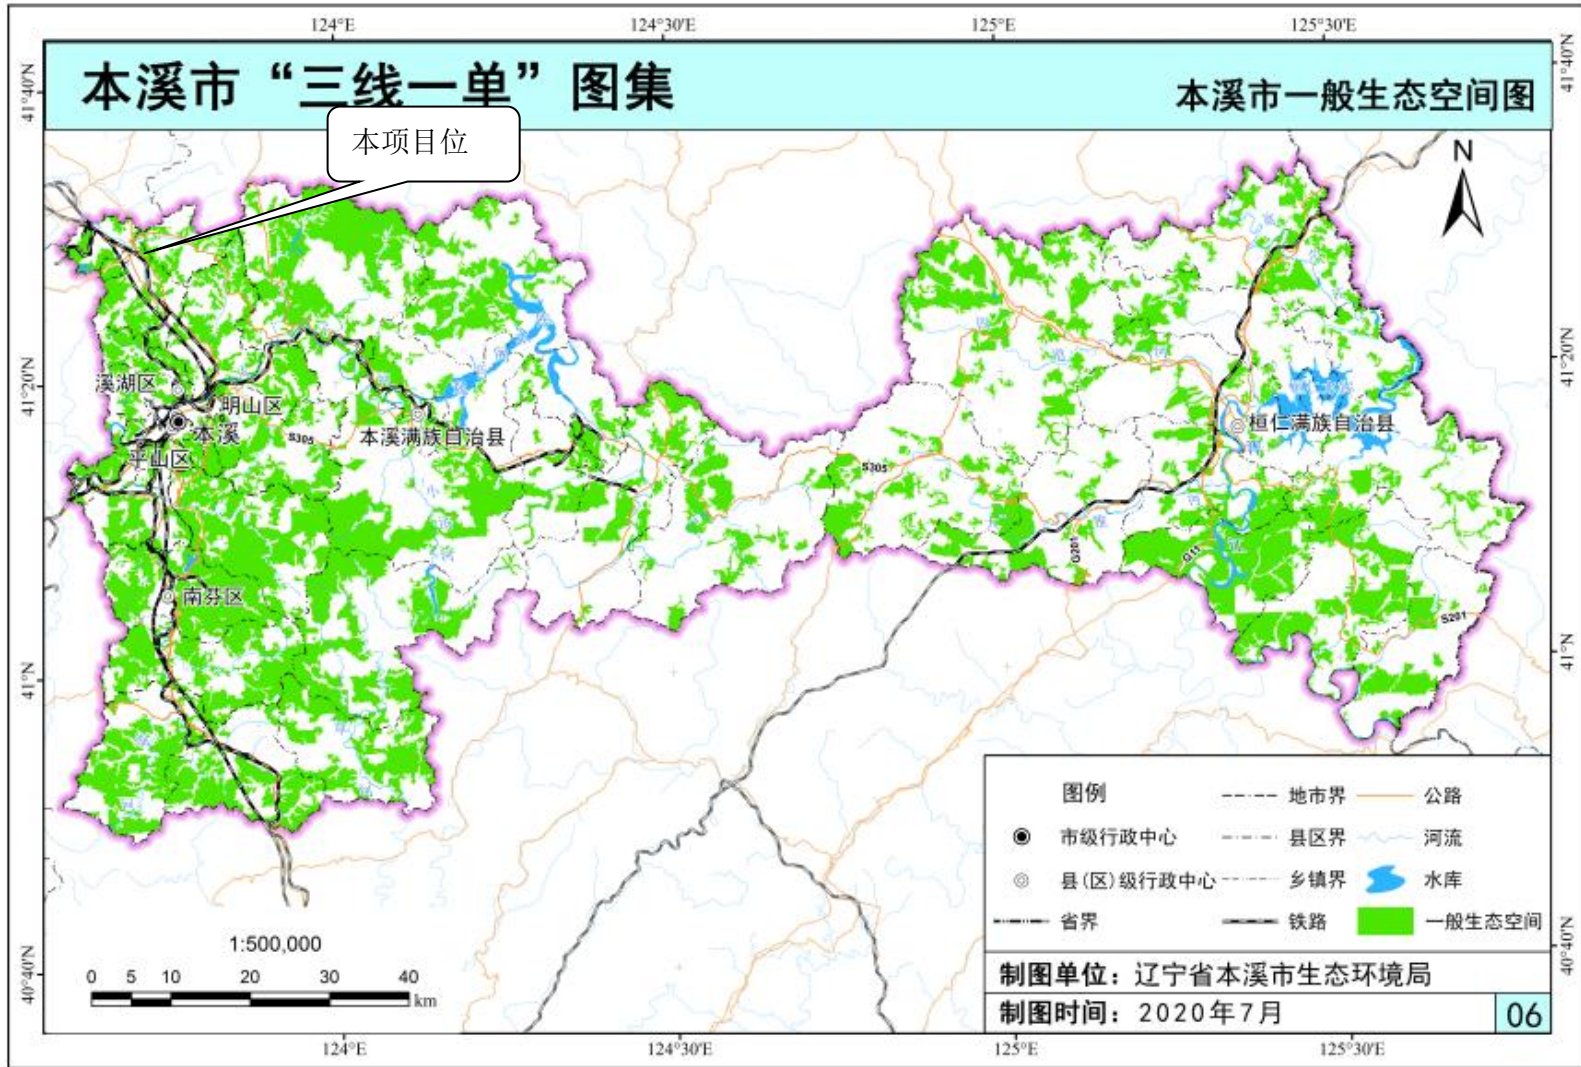 124°E
124°30'E
125°E
125°30'E
41°40'N
41°40'N
本溪市“三线一单”图集
本溪市一般生态空间图
本项目位
N
41°20'N
41°20'N
溪湖区
明山区
本溪
平山区
S305
本溪满族自治县
S305
桓仁满族自治县
G201
G11
南芬区
S201
41°N
41°N
图例
地市界
公路
市级行政中心
县区界
河流
县(区)级行政中心
乡镇界
水库
省界
铁路
一般生态空间
1:500,000
0 5 10 20 30 40
km
40°40'N
40°40'N
制图单位：辽宁省本溪市生态环境局
制图时间：2020年7月
06
124°E
124°30'E
125°E
125°30'E